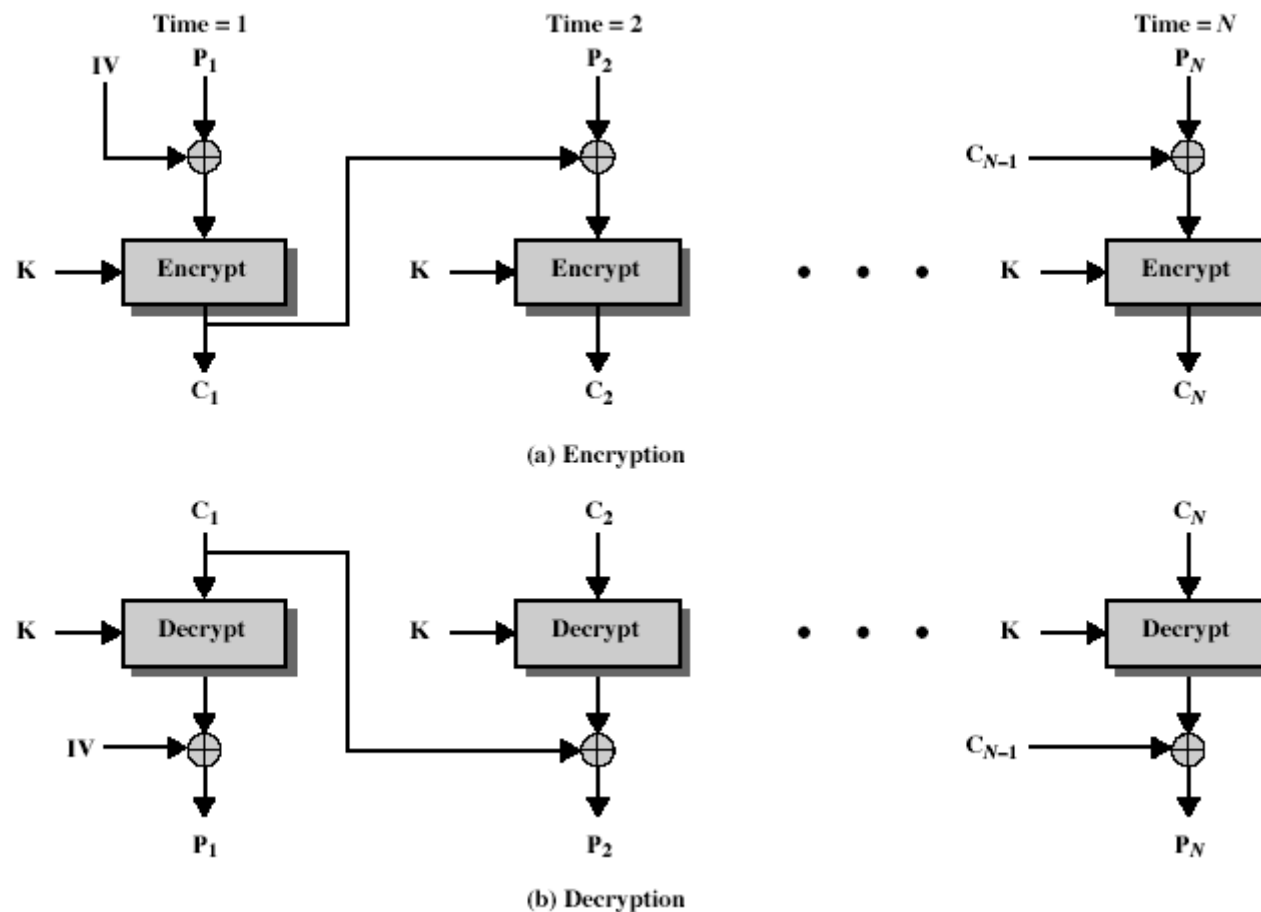 Time = 1 Time = 2 Time = N
IV P1 P2 PN
CN–1
K Encrypt K Encrypt • • • K Encrypt
C1 C2 CN
(a) Encryption
C1 C2 CN
K Decrypt K Decrypt • • • K Decrypt
IV CN–1
P1 P2 PN
(b) Decryption